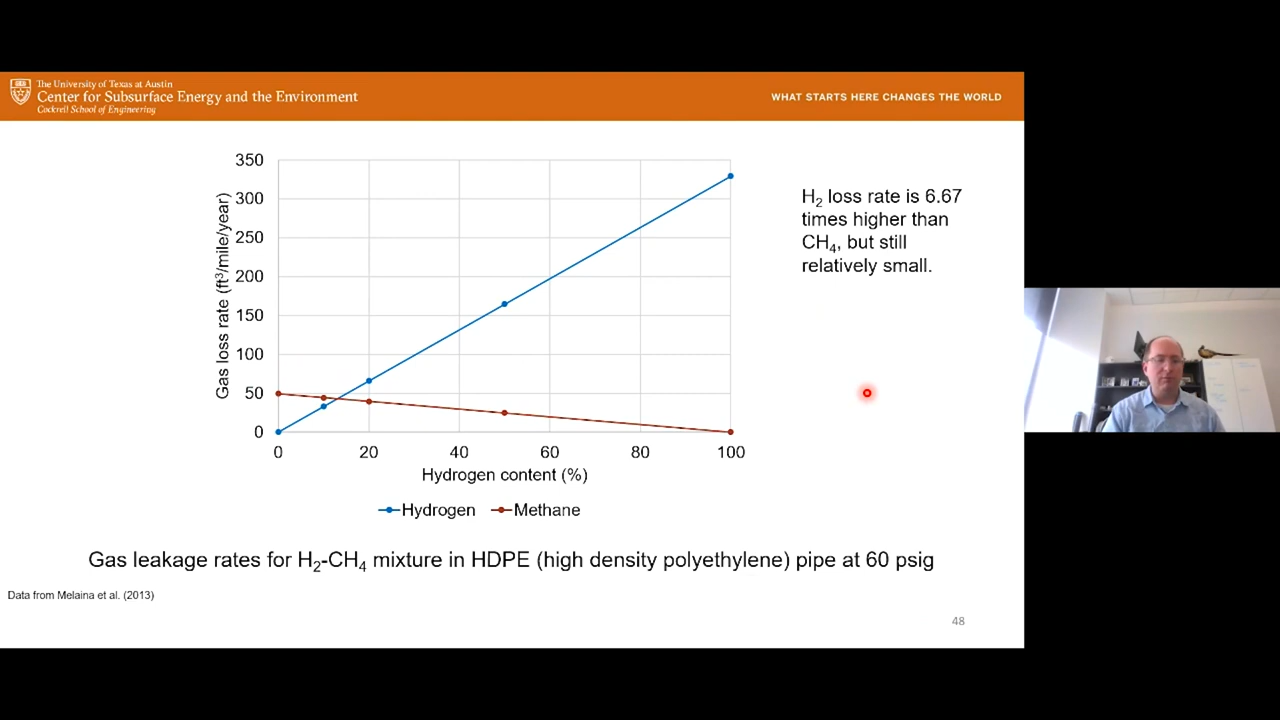 The University of Texas at Austin
Center for Subsurface Energy and the Environment
Cockrell School of Engineering
WHAT STARTS HERE CHANGES THE WORLD
350
300
250
200
150
100
50
0
Gas loss rate (ft³/mile/year)
0 20 40 60 80 100
Hydrogen content (%)
Hydrogen Methane
H₂ loss rate is 6.67
times higher than
CH₄, but still
relatively small.
Gas leakage rates for H₂-CH₄ mixture in HDPE (high density polyethylene) pipe at 60 psig
Data from Melaina et al. (2013)
48